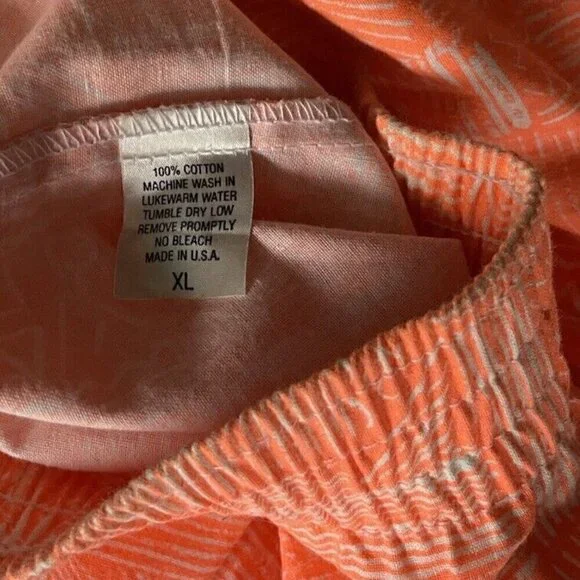 100% COTTON
MACHINE WASH IN
LUKEWARM WATER
TUMBLE DRY LOW
REMOVE PROMPTLY
NO BLEACH
MADE IN U.S.A.
XL